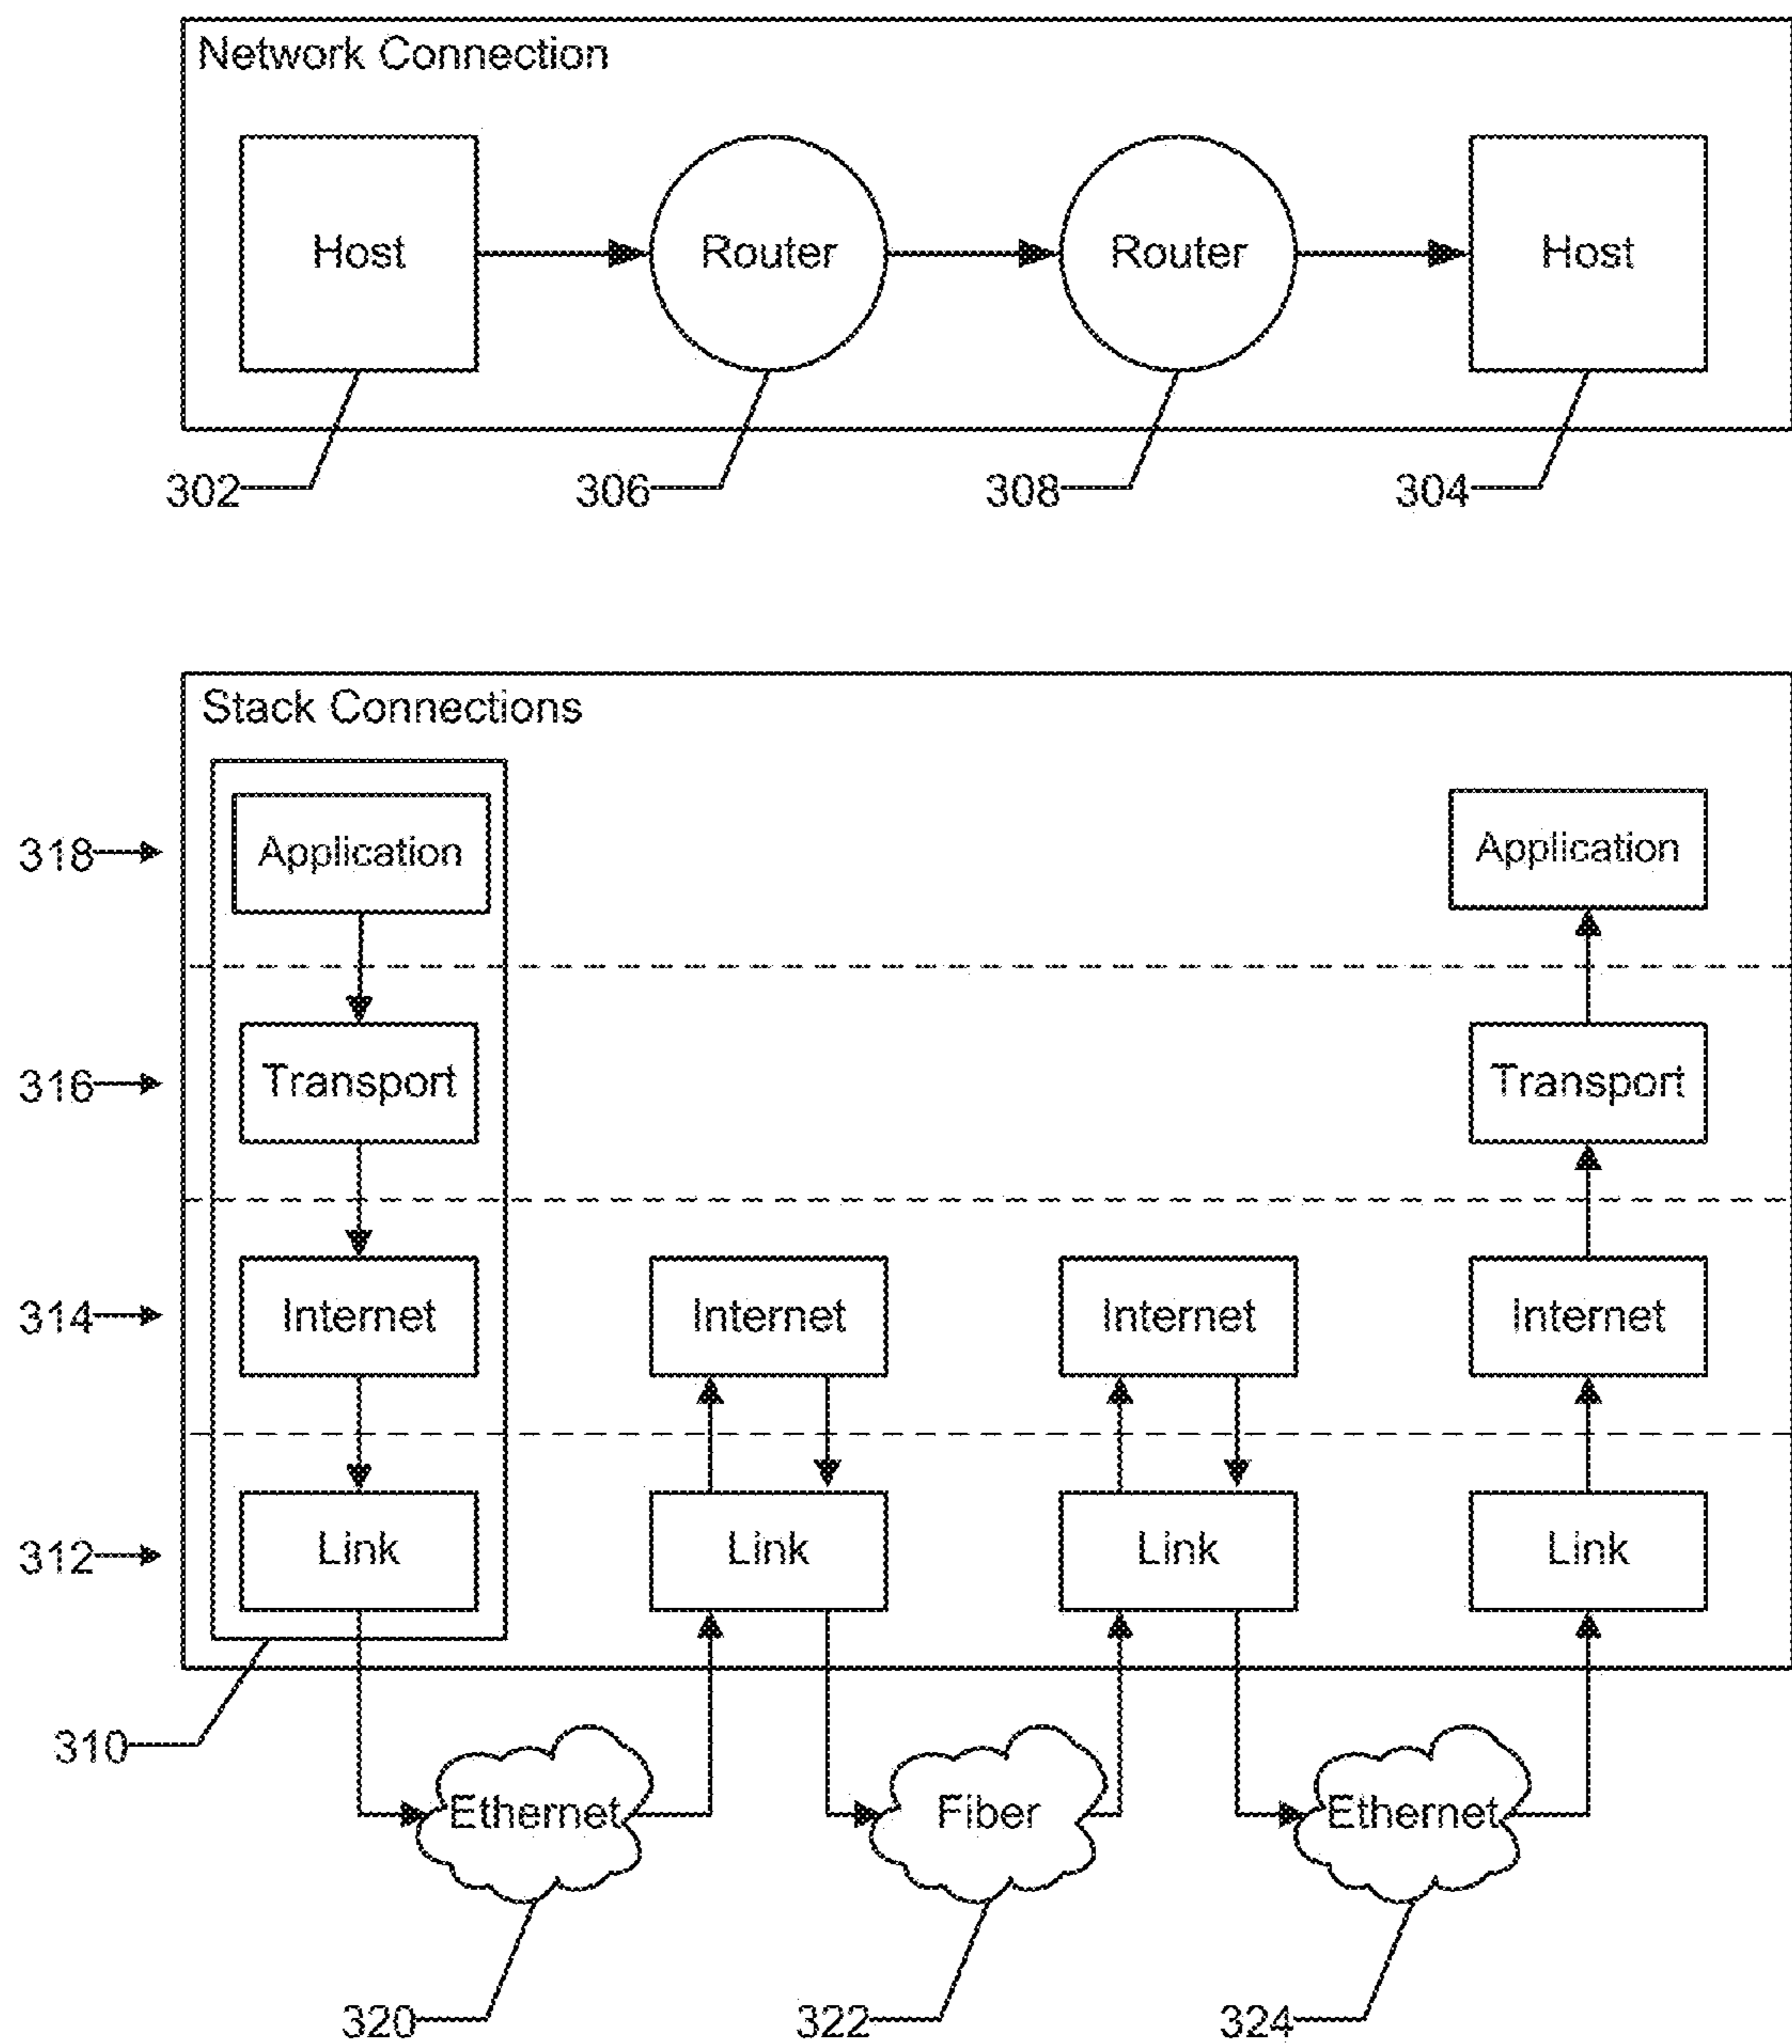 Network Connection
Host Router Router Host
302 306 308 304
Stack Connections
318 Application Application
316 Transport Transport
314 Internet Internet Internet Internet
312 Link Link Link Link
310
Ethernet Fiber Ethernet
320 322 324